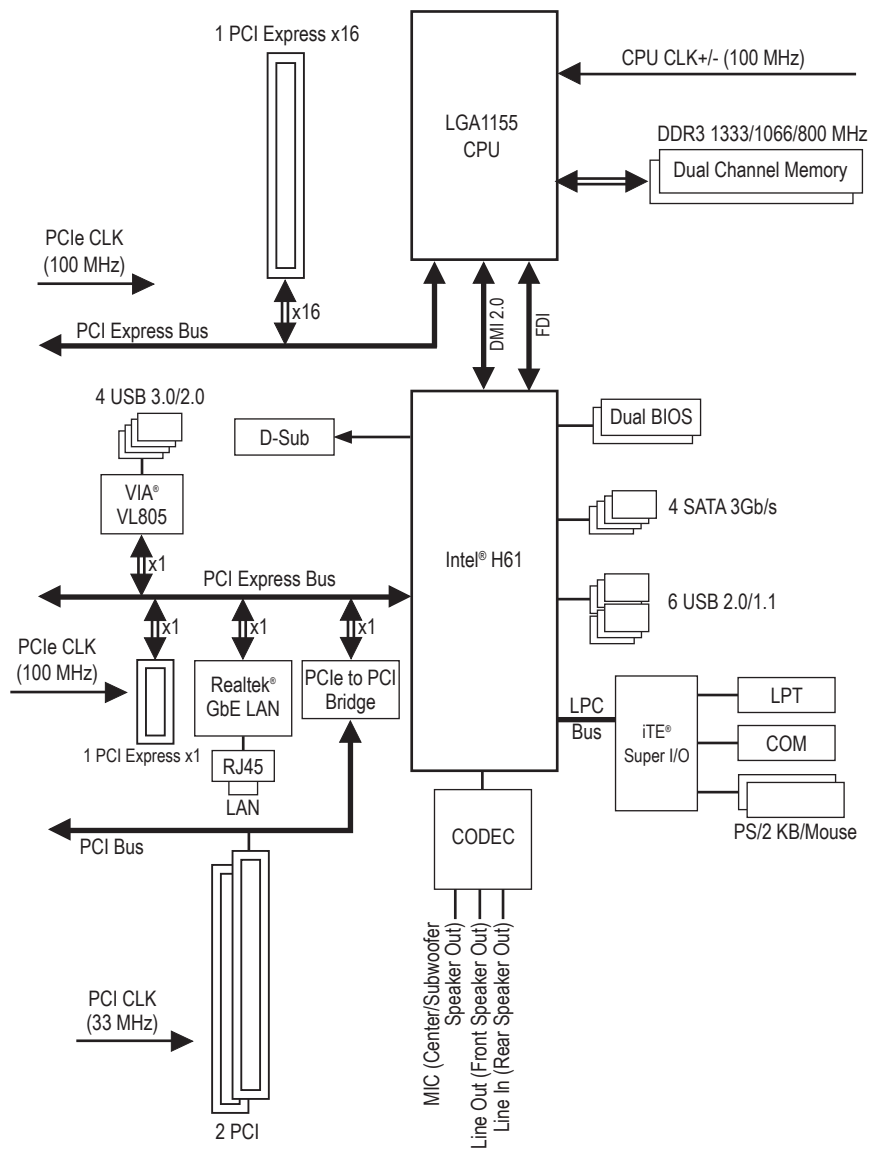 1 PCI Express x16
CPU CLK+/- (100 MHz)
LGA1155
CPU
DDR3 1333/1066/800 MHz
Dual Channel Memory
PCIe CLK
(100 MHz)
x16
PCI Express Bus
DMI 2.0
FDI
4 USB 3.0/2.0
D-Sub
Dual BIOS
VIA®
VL805
4 SATA 3Gb/s
x1
Intel® H61
PCI Express Bus
6 USB 2.0/1.1
x1
x1
x1
PCIe CLK
(100 MHz)
Realtek®
GbE LAN
PCIe to PCI
Bridge
LPC
Bus
iTE®
Super I/O
LPT
COM
1 PCI Express x1
RJ45
LAN
PS/2 KB/Mouse
PCI Bus
CODEC
MIC (Center/Subwoofer
Speaker Out)
Line Out (Front Speaker Out)
Line In (Rear Speaker Out)
PCI CLK
(33 MHz)
2 PCI